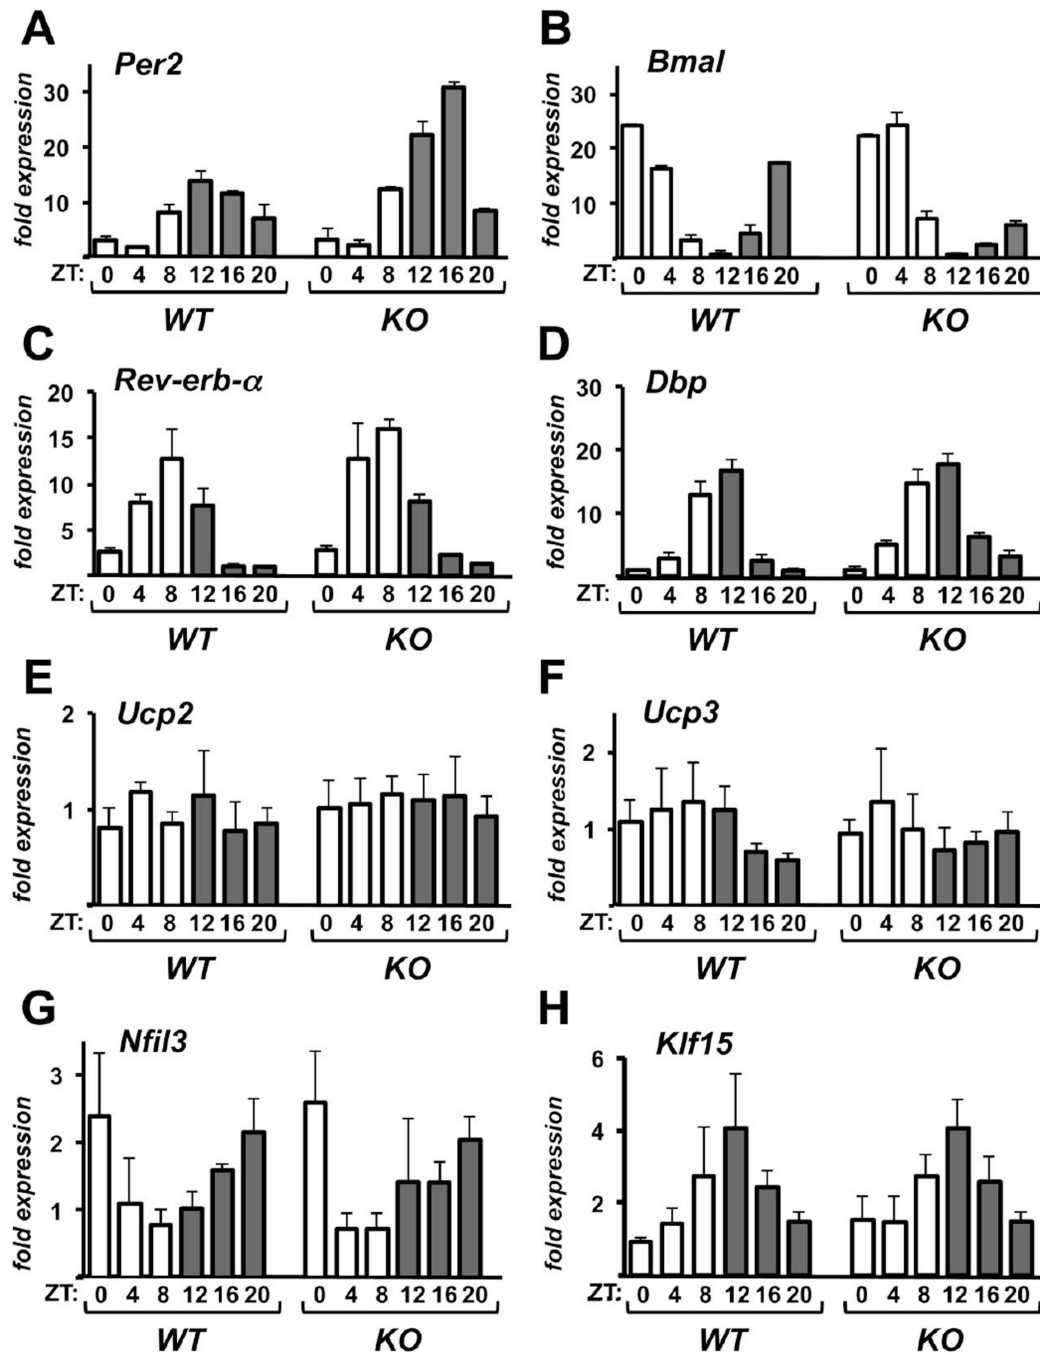 A
Per2
fold expression
30
20
10
ZT: 0 4 8 12 16 20 0 4 8 12 16 20
WT KO
B
Bmal
fold expression
30
20
10
ZT: 0 4 8 12 16 20 0 4 8 12 16 20
WT KO
C
Rev-erb-α
fold expression
20
15
10
5
ZT: 0 4 8 12 16 20 0 4 8 12 16 20
WT KO
D
Dbp
fold expression
30
20
10
ZT: 0 4 8 12 16 20 0 4 8 12 16 20
WT KO
E
Ucp2
fold expression
2
1
ZT: 0 4 8 12 16 20 0 4 8 12 16 20
WT KO
F
Ucp3
fold expression
2
1
ZT: 0 4 8 12 16 20 0 4 8 12 16 20
WT KO
G
Nfil3
fold expression
3
2
1
ZT: 0 4 8 12 16 20 0 4 8 12 16 20
WT KO
H
Klf15
fold expression
6
4
2
ZT: 0 4 8 12 16 20 0 4 8 12 16 20
WT KO